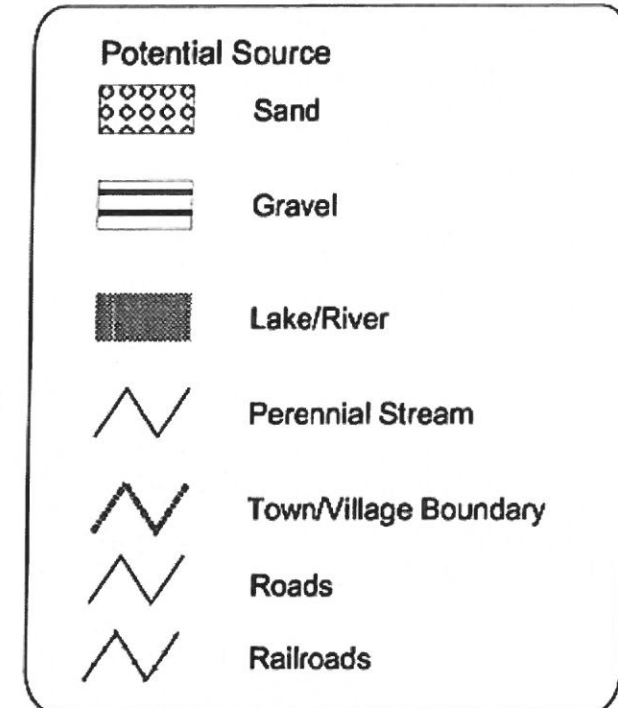 Potential Source
Sand
Gravel
Lake/River
Perennial Stream
Town/Village Boundary
Roads
Railroads